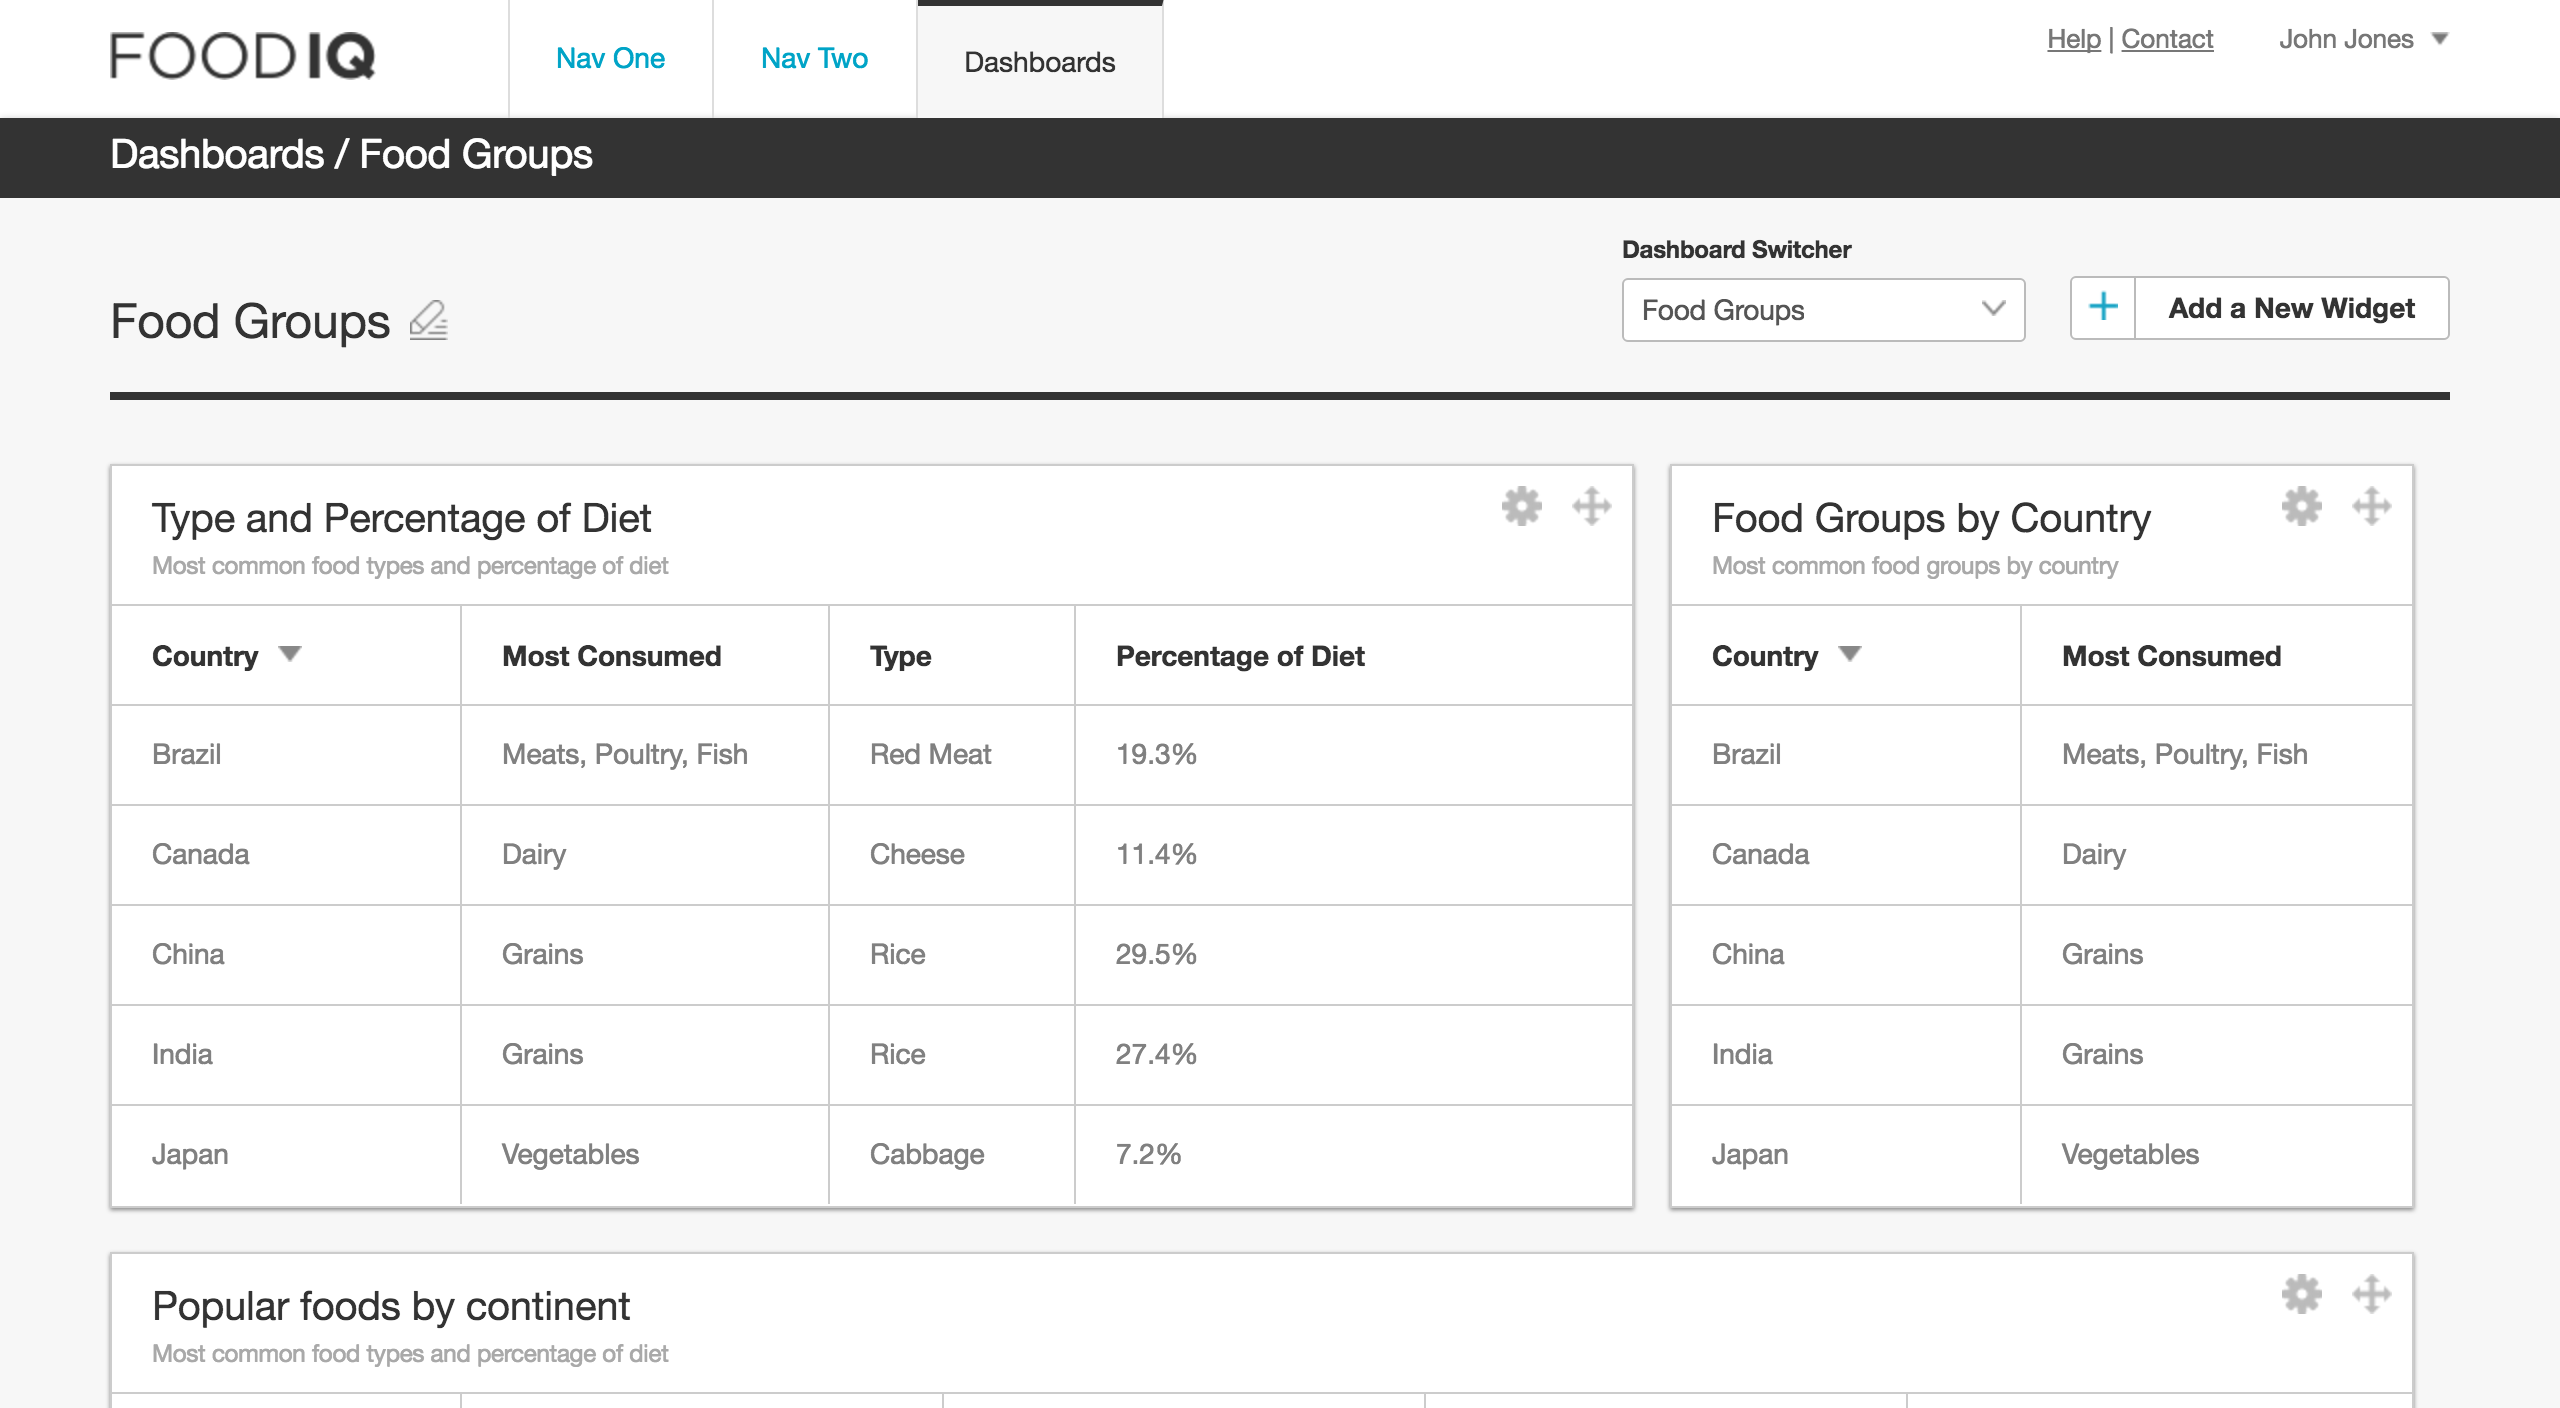 FOODIQ
Nav One
Nav Two
Dashboards
Help | Contact
John Jones
Dashboards / Food Groups
Food Groups
Dashboard Switcher
Food Groups
Add a New Widget
Type and Percentage of Diet
Most common food types and percentage of diet
Country Most Consumed Type Percentage of Diet
Brazil Meats, Poultry, Fish Red Meat 19.3%
Canada Dairy Cheese 11.4%
China Grains Rice 29.5%
India Grains Rice 27.4%
Japan Vegetables Cabbage 7.2%
Food Groups by Country
Most common food groups by country
Country Most Consumed
Brazil Meats, Poultry, Fish
Canada Dairy
China Grains
India Grains
Japan Vegetables
Popular foods by continent
Most common food types and percentage of diet